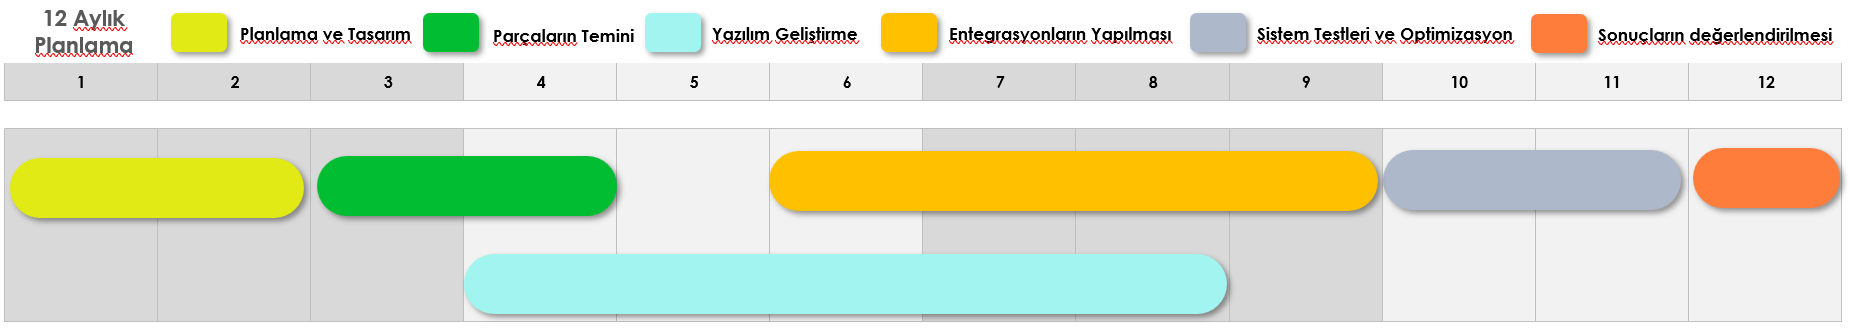 12 Aylık
Planlama
Planlama ve Tasarım
Parçaların Temini
Yazılım Geliştirme
Entegrasyonların Yapılması
Sistem Testleri ve Optimizasyon
Sonuçların değerlendirilmesi
1 2 3 4 5 6 7 8 9 10 11 12